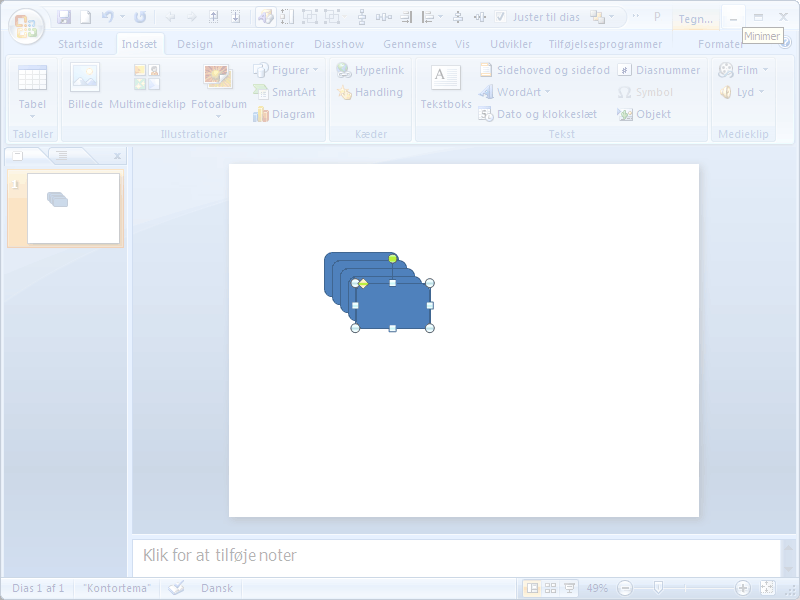 Juster til dias P Tegn...
Minimer
Startside Indsæt Design Animationer Diasshow Gennemse Vis Udvikler Tilføjelsesprogrammer Formater
Tabel Billede Multimedieklip Fotoalbum Figurer SmartArt Diagram Hyperlink Handling Tekstboks Sidehoved og sidefod WordArt Dato og klokkeslæt Diasnummer Symbol Objekt Film Lyd
Tabeller Illustrationer Kæder Tekst Medieklip
1
Klik for at tilføje noter
Dias 1 af 1 "Kontortema" Dansk 49%